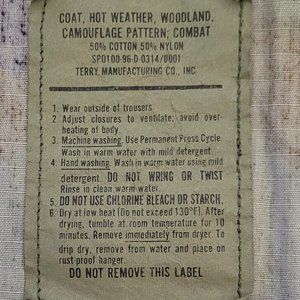 COAT, HOT WEATHER, WOODLAND,
CAMOUFLAGE PATTERN; COMBAT
50% COTTON 50% NYLON
SPO100-96-D-0314/0001
TERRY MANUFACTURING CO., INC
1. Wear outside of trousers
2. Adjust closures to ventilate; avoid over-
heating of body.
3. Machine washing. Use Permanent Press Cycle.
Wash in warm water with mild detergent.
4. Hand washing. Wash in warm water using mild
detergent. DO NOT WRING OR TWIST
Rinse in clean warm water.
5. DO NOT USE CHLORINE BLEACH OR STARCH.
6. Dry at low heat (Do not exceed 130°F). After
drying, tumble at room temperature for 10
minutes. Remove immediately from dryer. To
drip dry, remove from water and place on
rust-proof hanger.
DO NOT REMOVE THIS LABEL